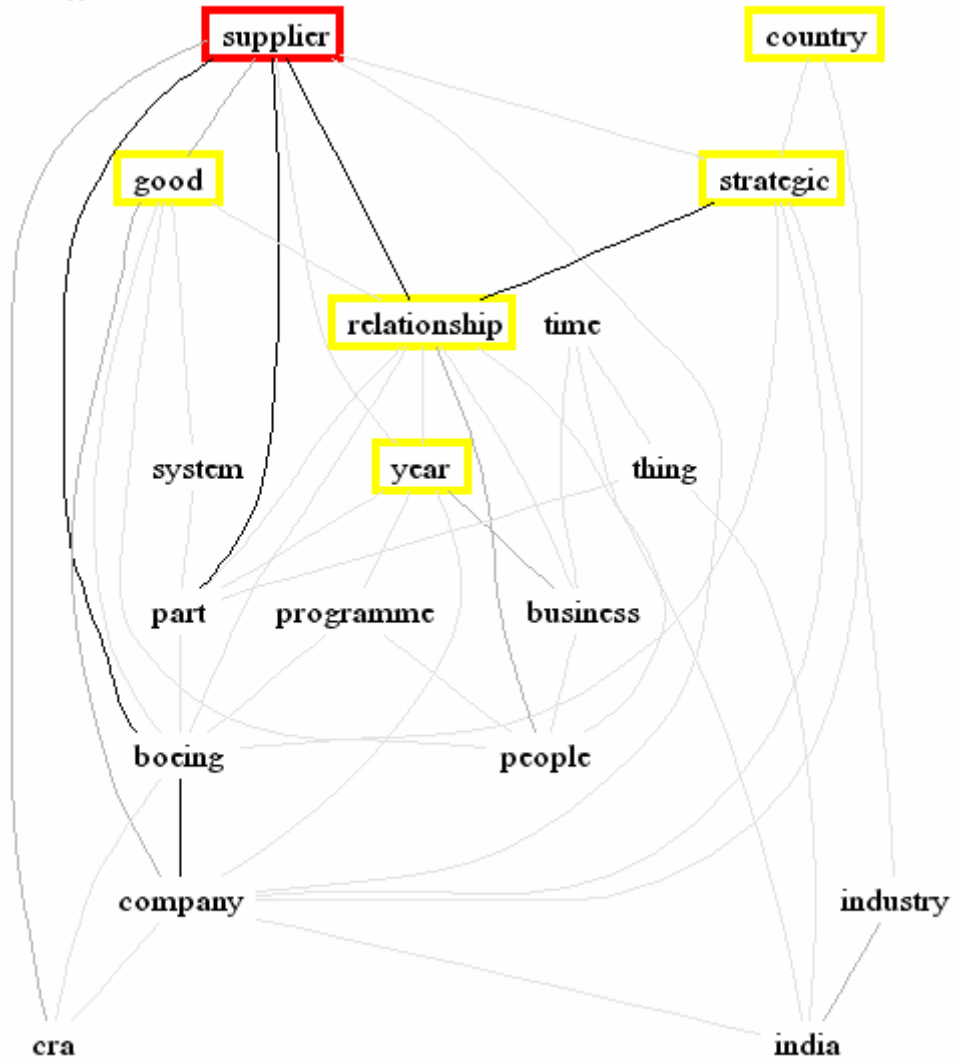 supplier country
good strategic
relationship time
system year thing
part programme business
boeing people
company industry
cra india